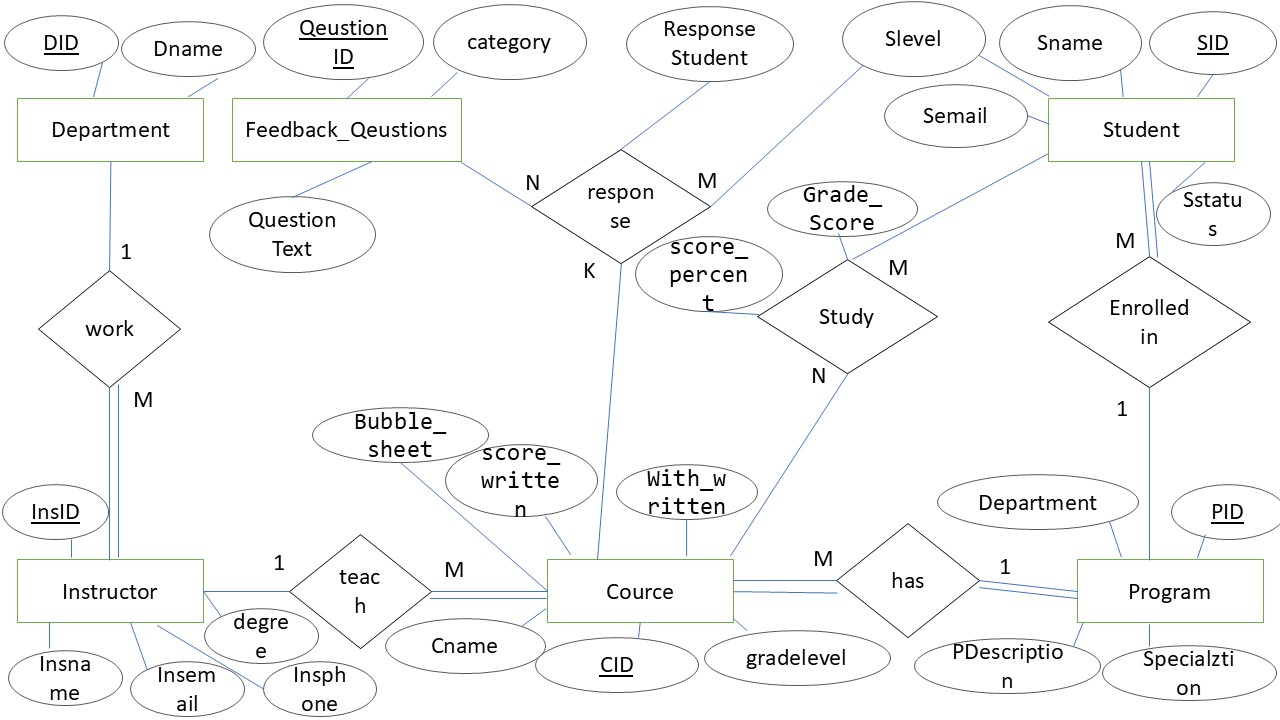 DID
Dname
Qeustion
ID
category
Response
Student
Slevel
Sname
SID
Semail
Department
Feedback_Qeustions
Student
Question
Text
N
respon
se
M
K
Grade_
Score
score_
percen
t
M
Study
N
Sstatu
s
M
Enrolled
in
1
1
work
M
Bubble_
sheet
score_
writte
n
With_w
ritten
Department
PID
InsID
Instructor
1
teac
h
M
Cource
M
has
1
Program
degre
e
Insna
me
Insem
ail
Insph
one
Cname
CID
gradelevel
PDescriptio
n
Specialzti
on